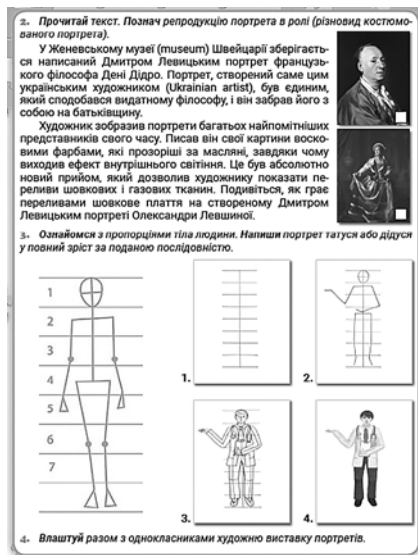 2. Прочитай текст. Познач репродукцію портрета в ролі (різновид костюмо-
ваного портрета).
У Женевському музеї (museum) Швейцарії зберігаєть-
ся написаний Дмитром Левицьким портрет французь-
кого філософа Дені Дідро. Портрет, створений саме цим
українським художником (Ukrainian artist), був єдиним,
який сподобався видатному філософу, і він забрав його з
собою на батьківщину.
Художник зобразив портрети багатьох найпомітніших
представників свого часу. Писав він свої картини воско-
вими фарбами, які прозоріші за масляні, завдяки чому
виходив ефект внутрішнього світіння. Це був абсолютно
новий прийом, який дозволив художнику показати пе-
реливи шовкових і газових тканин. Подивіться, як грає
переливами шовкове плаття на створеному Дмитром
Левицьким портреті Олександри Левшиної.
3. Ознайомся з пропорціями тіла людини. Напиши портрет татуся або дідуся
у повний зріст за поданою послідовністю.
1
2
3
4
5
6
7
1.
2.
3.
4.
4. Влаштуй разом з однокласниками художню виставку портретів.